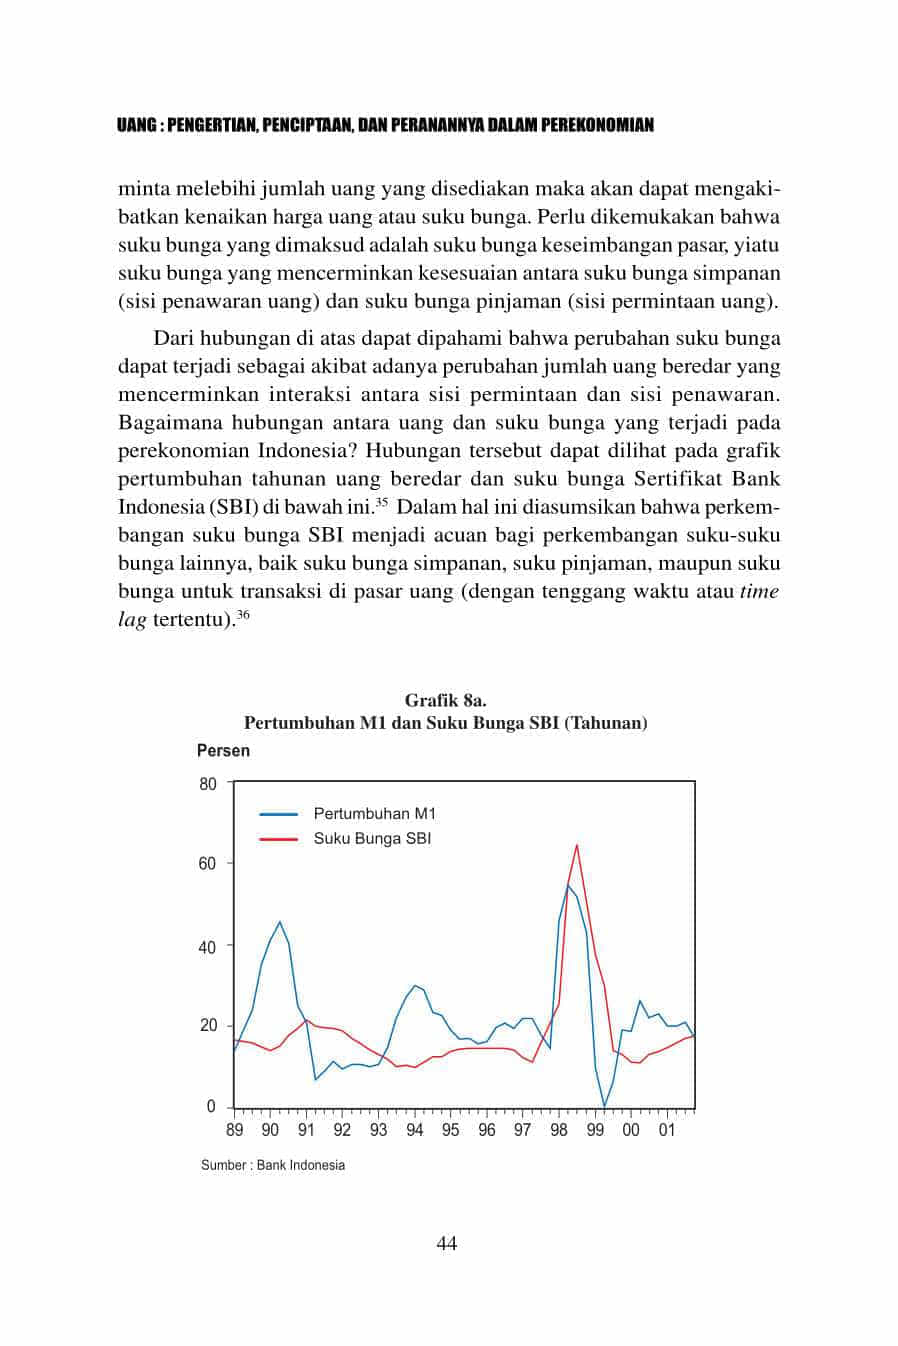 UANG : PENGERTIAN, PENCIPTAAN, DAN PERANANNYA DALAM PEREKONOMIAN
minta melebihi jumlah uang yang disediakan maka akan dapat mengaki-
batkan kenaikan harga uang atau suku bunga. Perlu dikemukakan bahwa
suku bunga yang dimaksud adalah suku bunga keseimbangan pasar, yiatu
suku bunga yang mencerminkan kesesuaian antara suku bunga simpanan
(sisi penawaran uang) dan suku bunga pinjaman (sisi permintaan uang).
Dari hubungan di atas dapat dipahami bahwa perubahan suku bunga
dapat terjadi sebagai akibat adanya perubahan jumlah uang beredar yang
mencerminkan interaksi antara sisi permintaan dan sisi penawaran.
Bagaimana hubungan antara uang dan suku bunga yang terjadi pada
perekonomian Indonesia? Hubungan tersebut dapat dilihat pada grafik
pertumbuhan tahunan uang beredar dan suku bunga Sertifikat Bank
Indonesia (SBI) di bawah ini.35 Dalam hal ini diasumsikan bahwa perkem-
bangan suku bunga SBI menjadi acuan bagi perkembangan suku-suku
bunga lainnya, baik suku bunga simpanan, suku pinjaman, maupun suku
bunga untuk transaksi di pasar uang (dengan tenggang waktu atau time
lag tertentu).36
Grafik 8a.
Pertumbuhan M1 dan Suku Bunga SBI (Tahunan)
Persen
80
Pertumbuhan M1
Suku Bunga SBI
60
40
20
0
89 90 91 92 93 94 95 96 97 98 99 00 01
Sumber : Bank Indonesia
44